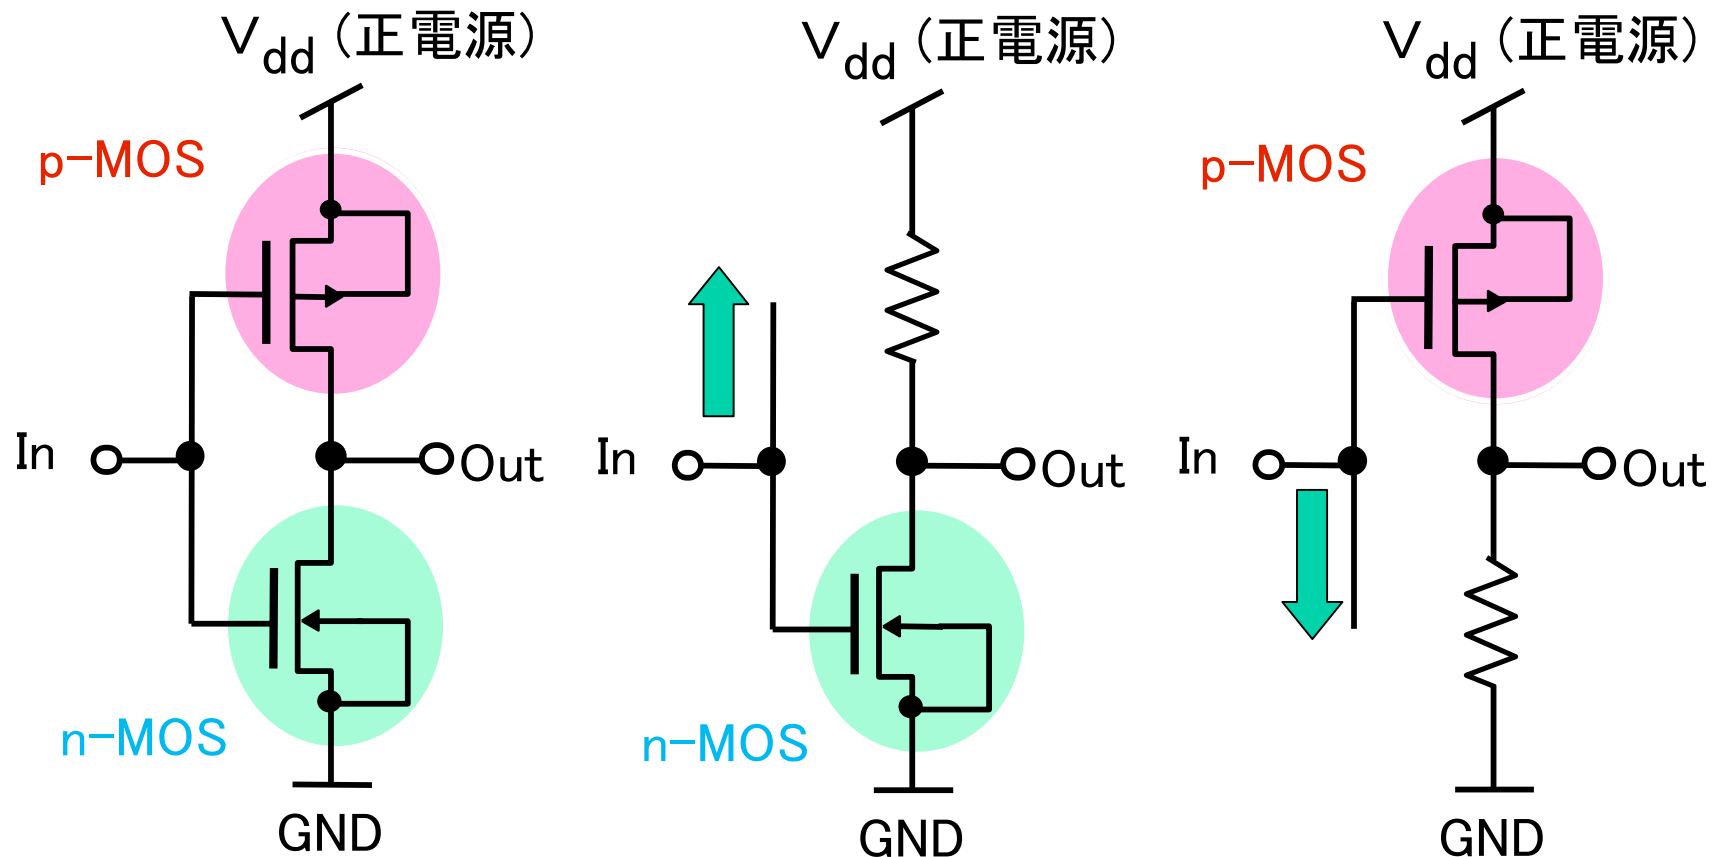 Vdd (正電源)
p-MOS
In
Out
n-MOS
GND
Vdd (正電源)
In
Out
n-MOS
GND
Vdd (正電源)
p-MOS
In
Out
GND